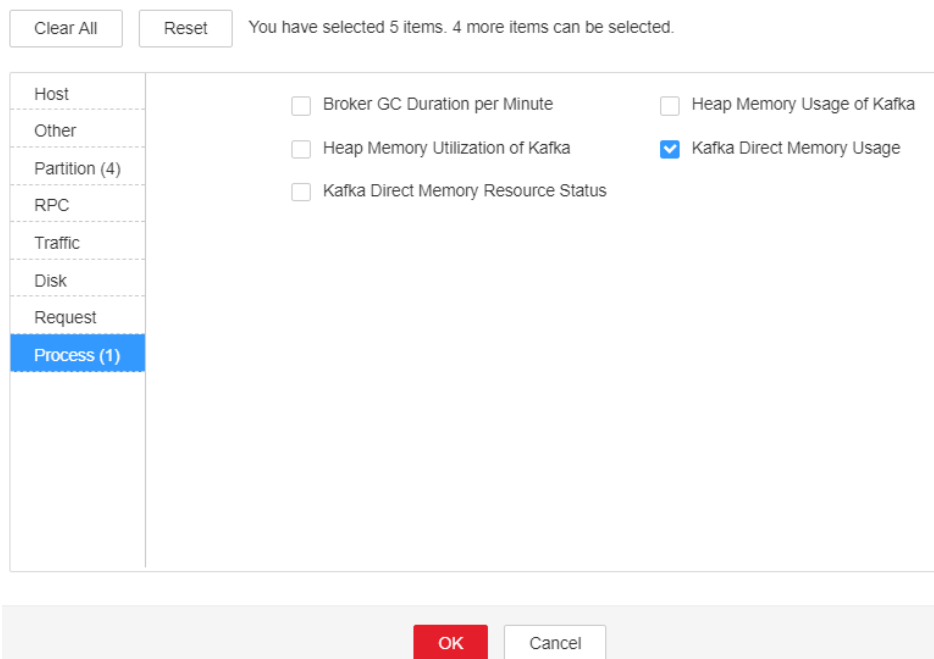 Clear All
Reset
You have selected 5 items. 4 more items can be selected.
Host
Other
Partition (4)
RPC
Traffic
Disk
Request
Process (1)
Broker GC Duration per Minute
Heap Memory Usage of Kafka
Heap Memory Utilization of Kafka
Kafka Direct Memory Usage
Kafka Direct Memory Resource Status
OK
Cancel